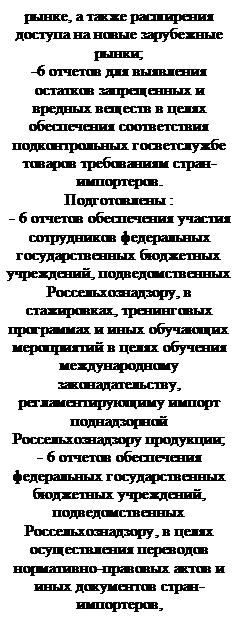 рынке, а также расширения
доступа на новые зарубежные
рынки;
-6 отчетов для выявления
остатков запрещенных и
вредных веществ в целях
обеспечения соответствия
подконтрольных госветслужбе
товаров требованиям стран-
импортеров.
Подготовлены :
- 6 отчетов обеспечения участия
сотрудников федеральных
государственных бюджетных
учреждений, подведомственных
Россельхознадзору, в
стажировках, тренинговых
программах и иных обучающих
мероприятий в целях обучения
международному
законадательству,
регламентирующиму импорт
поднадзорной
Россельхознадзору продукции;
- 6 отчетов обеспечения
федеральных государственных
бюджетных учреждений,
подведомственных
Россельхознадзору, в целях
осуществления переводов
нормативно-правовых актов и
иных документов стран-
импортеров,